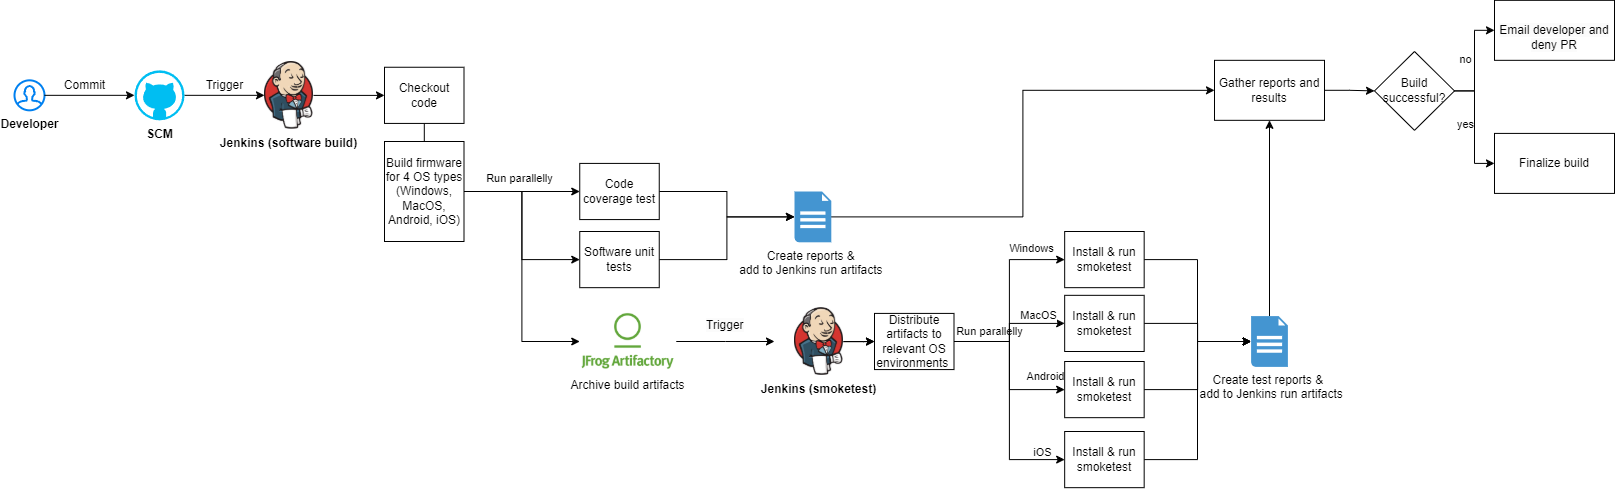 Developer
Commit
SCM
Trigger
Jenkins (software build)
Checkout
code
Build firmware
for 4 OS types
(Windows,
MacOS,
Android, iOS)
Run parallelly
Code
coverage test
Software unit
tests
Create reports &
add to Jenkins run artifacts
JFrog Artifactory
Archive build artifacts
Trigger
Jenkins (smoketest)
Distribute
artifacts to
relevant OS
environments
Run parallelly
Windows
Install & run
smoketest
MacOS
Install & run
smoketest
Android
Install & run
smoketest
iOS
Install & run
smoketest
Create test reports &
add to Jenkins run artifacts
Gather reports and
results
Build
successful?
no
Email developer and
deny PR
yes
Finalize build